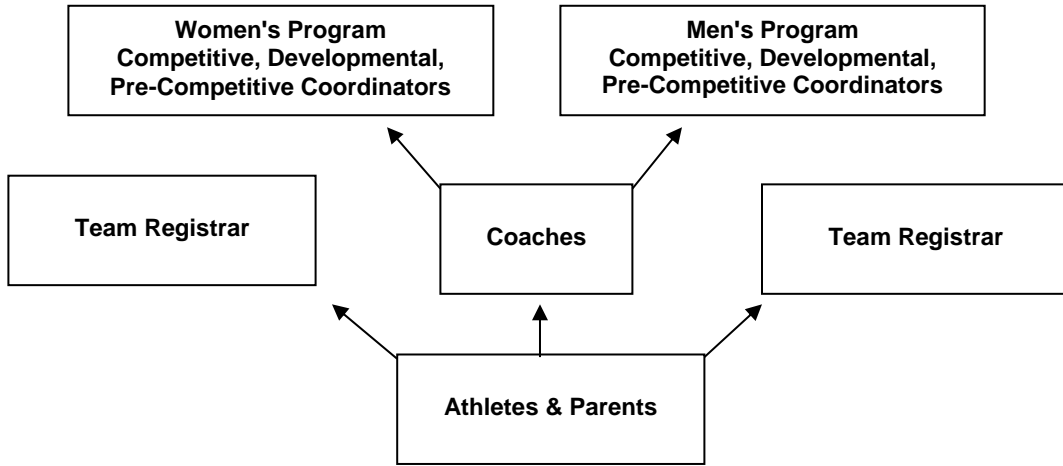 Women's Program
Competitive, Developmental,
Pre-Competitive Coordinators
Men's Program
Competitive, Developmental,
Pre-Competitive Coordinators
Team Registrar
Coaches
Team Registrar
Athletes & Parents